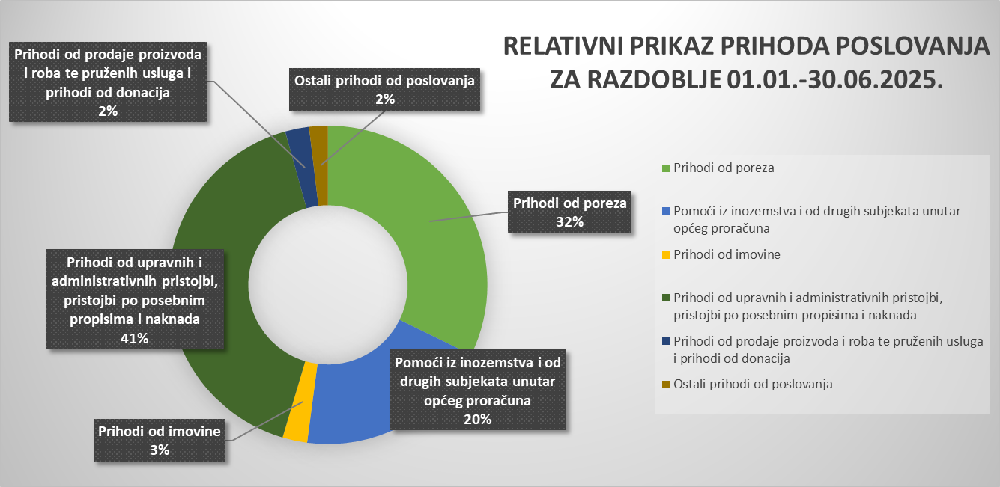 RELATIVNI PRIKAZ PRIHODA POSLOVANJA
ZA RAZDOBLJE 01.01.-30.06.2025.
Prihodi od prodaje proizvoda
i roba te pruženih usluga i
prihodi od donacija
2%
Ostali prihodi od poslovanja
2%
Prihodi od poreza
32%
Prihodi od upravnih i
administrativnih pristojbi,
pristojbi po posebnim
propisima i naknada
41%
Pomoći iz inozemstva i od
drugih subjekata unutar
općeg proračuna
20%
Prihodi od imovine
3%
Prihodi od poreza
Pomoći iz inozemstva i od drugih subjekata unutar
općeg proračuna
Prihodi od imovine
Prihodi od upravnih i administrativnih pristojbi,
pristojbi po posebnim propisima i naknada
Prihodi od prodaje proizvoda i roba te pruženih usluga
i prihodi od donacija
Ostali prihodi od poslovanja